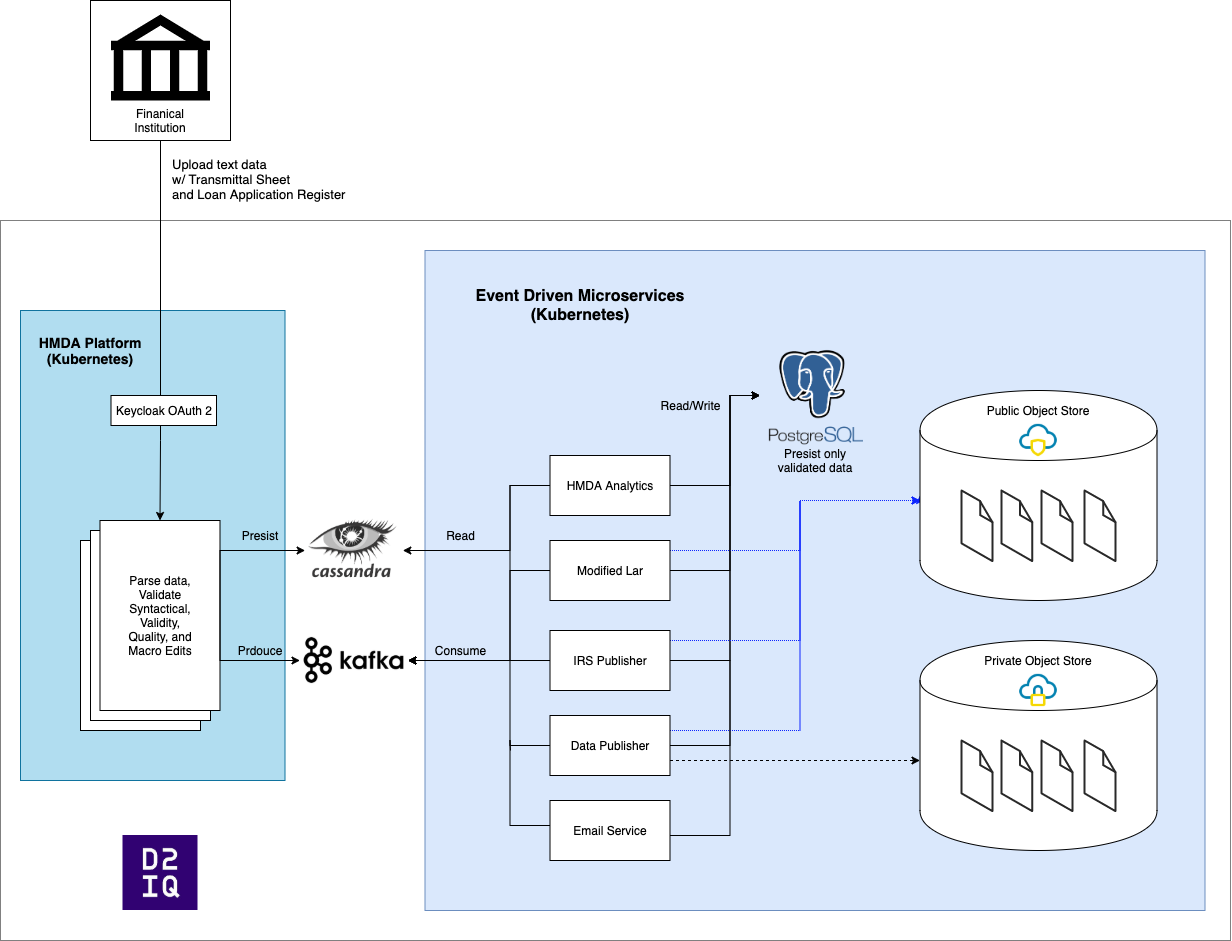 Finanical
Institution
Upload text data
w/ Transmittal Sheet
and Loan Application Register
Event Driven Microservices
(Kubernetes)
HMDA Platform
(Kubernetes)
Keycloak OAuth 2
Read/Write
PostgreSQL
Presist only
validated data
Public Object Store
HMDA Analytics
Presist
Read
cassandra
Modified Lar
Parse data,
Validate
Syntactical,
Validity,
Quality, and
Macro Edits
Prdouce
kafka
Consume
IRS Publisher
Private Object Store
Data Publisher
Email Service
D2
IQ